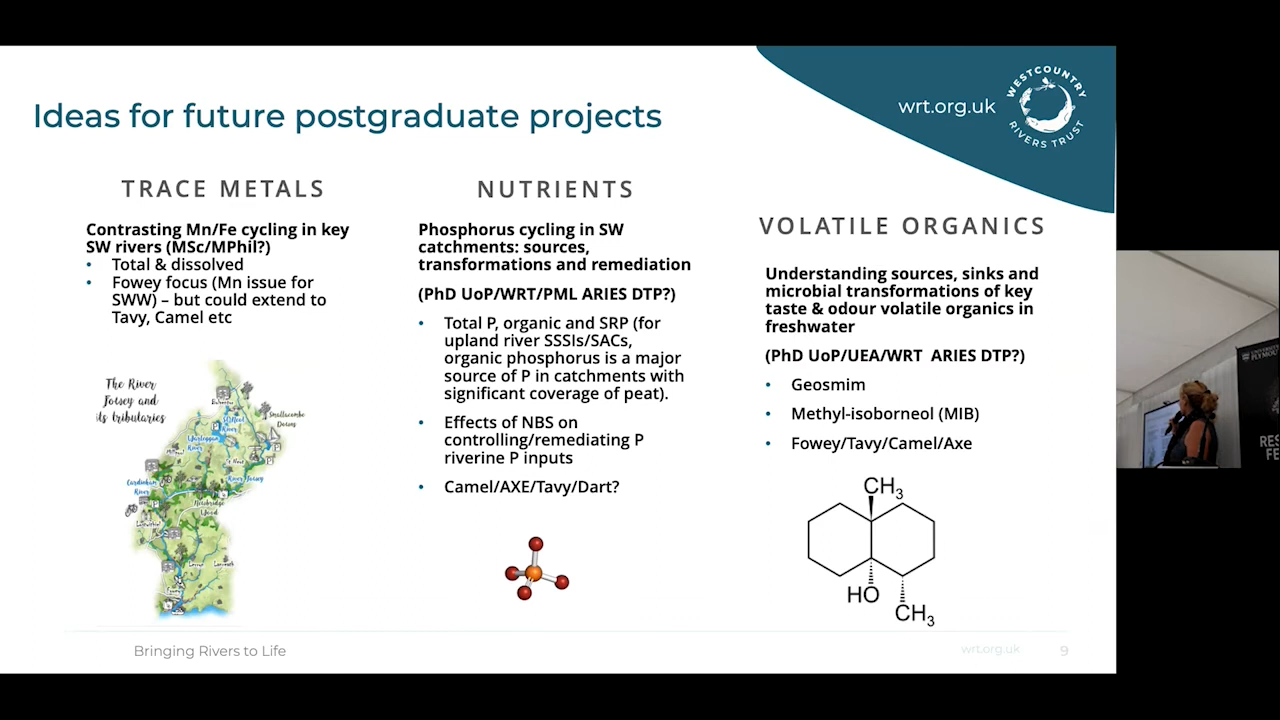 Ideas for future postgraduate projects
wrt.org.uk
WESTCOUNTRY
RIVERS TRUST
TRACE METALS
Contrasting Mn/Fe cycling in key
SW rivers (MSc/MPhil?)
• Total & dissolved
• Fowey focus (Mn issue for
SWW) – but could extend to
Tavy, Camel etc
The River
Fowey and
its tributaries
NUTRIENTS
Phosphorus cycling in SW
catchments: sources,
transformations and remediation
(PhD UoP/WRT/PML ARIES DTP?)
• Total P, organic and SRP (for
upland river SSSIs/SACs,
organic phosphorus is a major
source of P in catchments with
significant coverage of peat).
• Effects of NBS on
controlling/remediating P
riverine P inputs
• Camel/AXE/Tavy/Dart?
VOLATILE ORGANICS
Understanding sources, sinks and
microbial transformations of key
taste & odour volatile organics in
freshwater
(PhD UoP/UEA/WRT ARIES DTP?)
• Geosmim
• Methyl-isoborneol (MIB)
• Fowey/Tavy/Camel/Axe
CH3
HO
CH3
Bringing Rivers to Life
wrt.org.uk
9